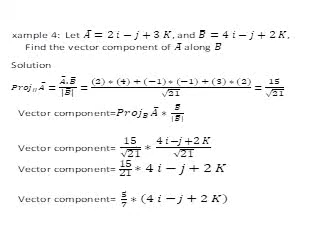 xample 4: Let A⃗ = 2 i − j + 3 K, and B⃗ = 4 i − j + 2 K,
Find the vector component of A⃗ along B⃗
Solution
Proj_B A⃗ = A⃗.B⃗ / |B⃗| = (2) ∗ (4) + (−1) ∗ (−1) + (3) ∗ (2) / √21 = 15 / √21
Vector component=Proj_B A⃗ ∗ B⃗ / |B⃗|
Vector component= 15 / √21 ∗ 4 i − j + 2 K / √21
Vector component= 15 / 21 ∗ 4 i − j + 2 K
Vector component= 5 / 7 ∗ (4 i − j + 2 K)